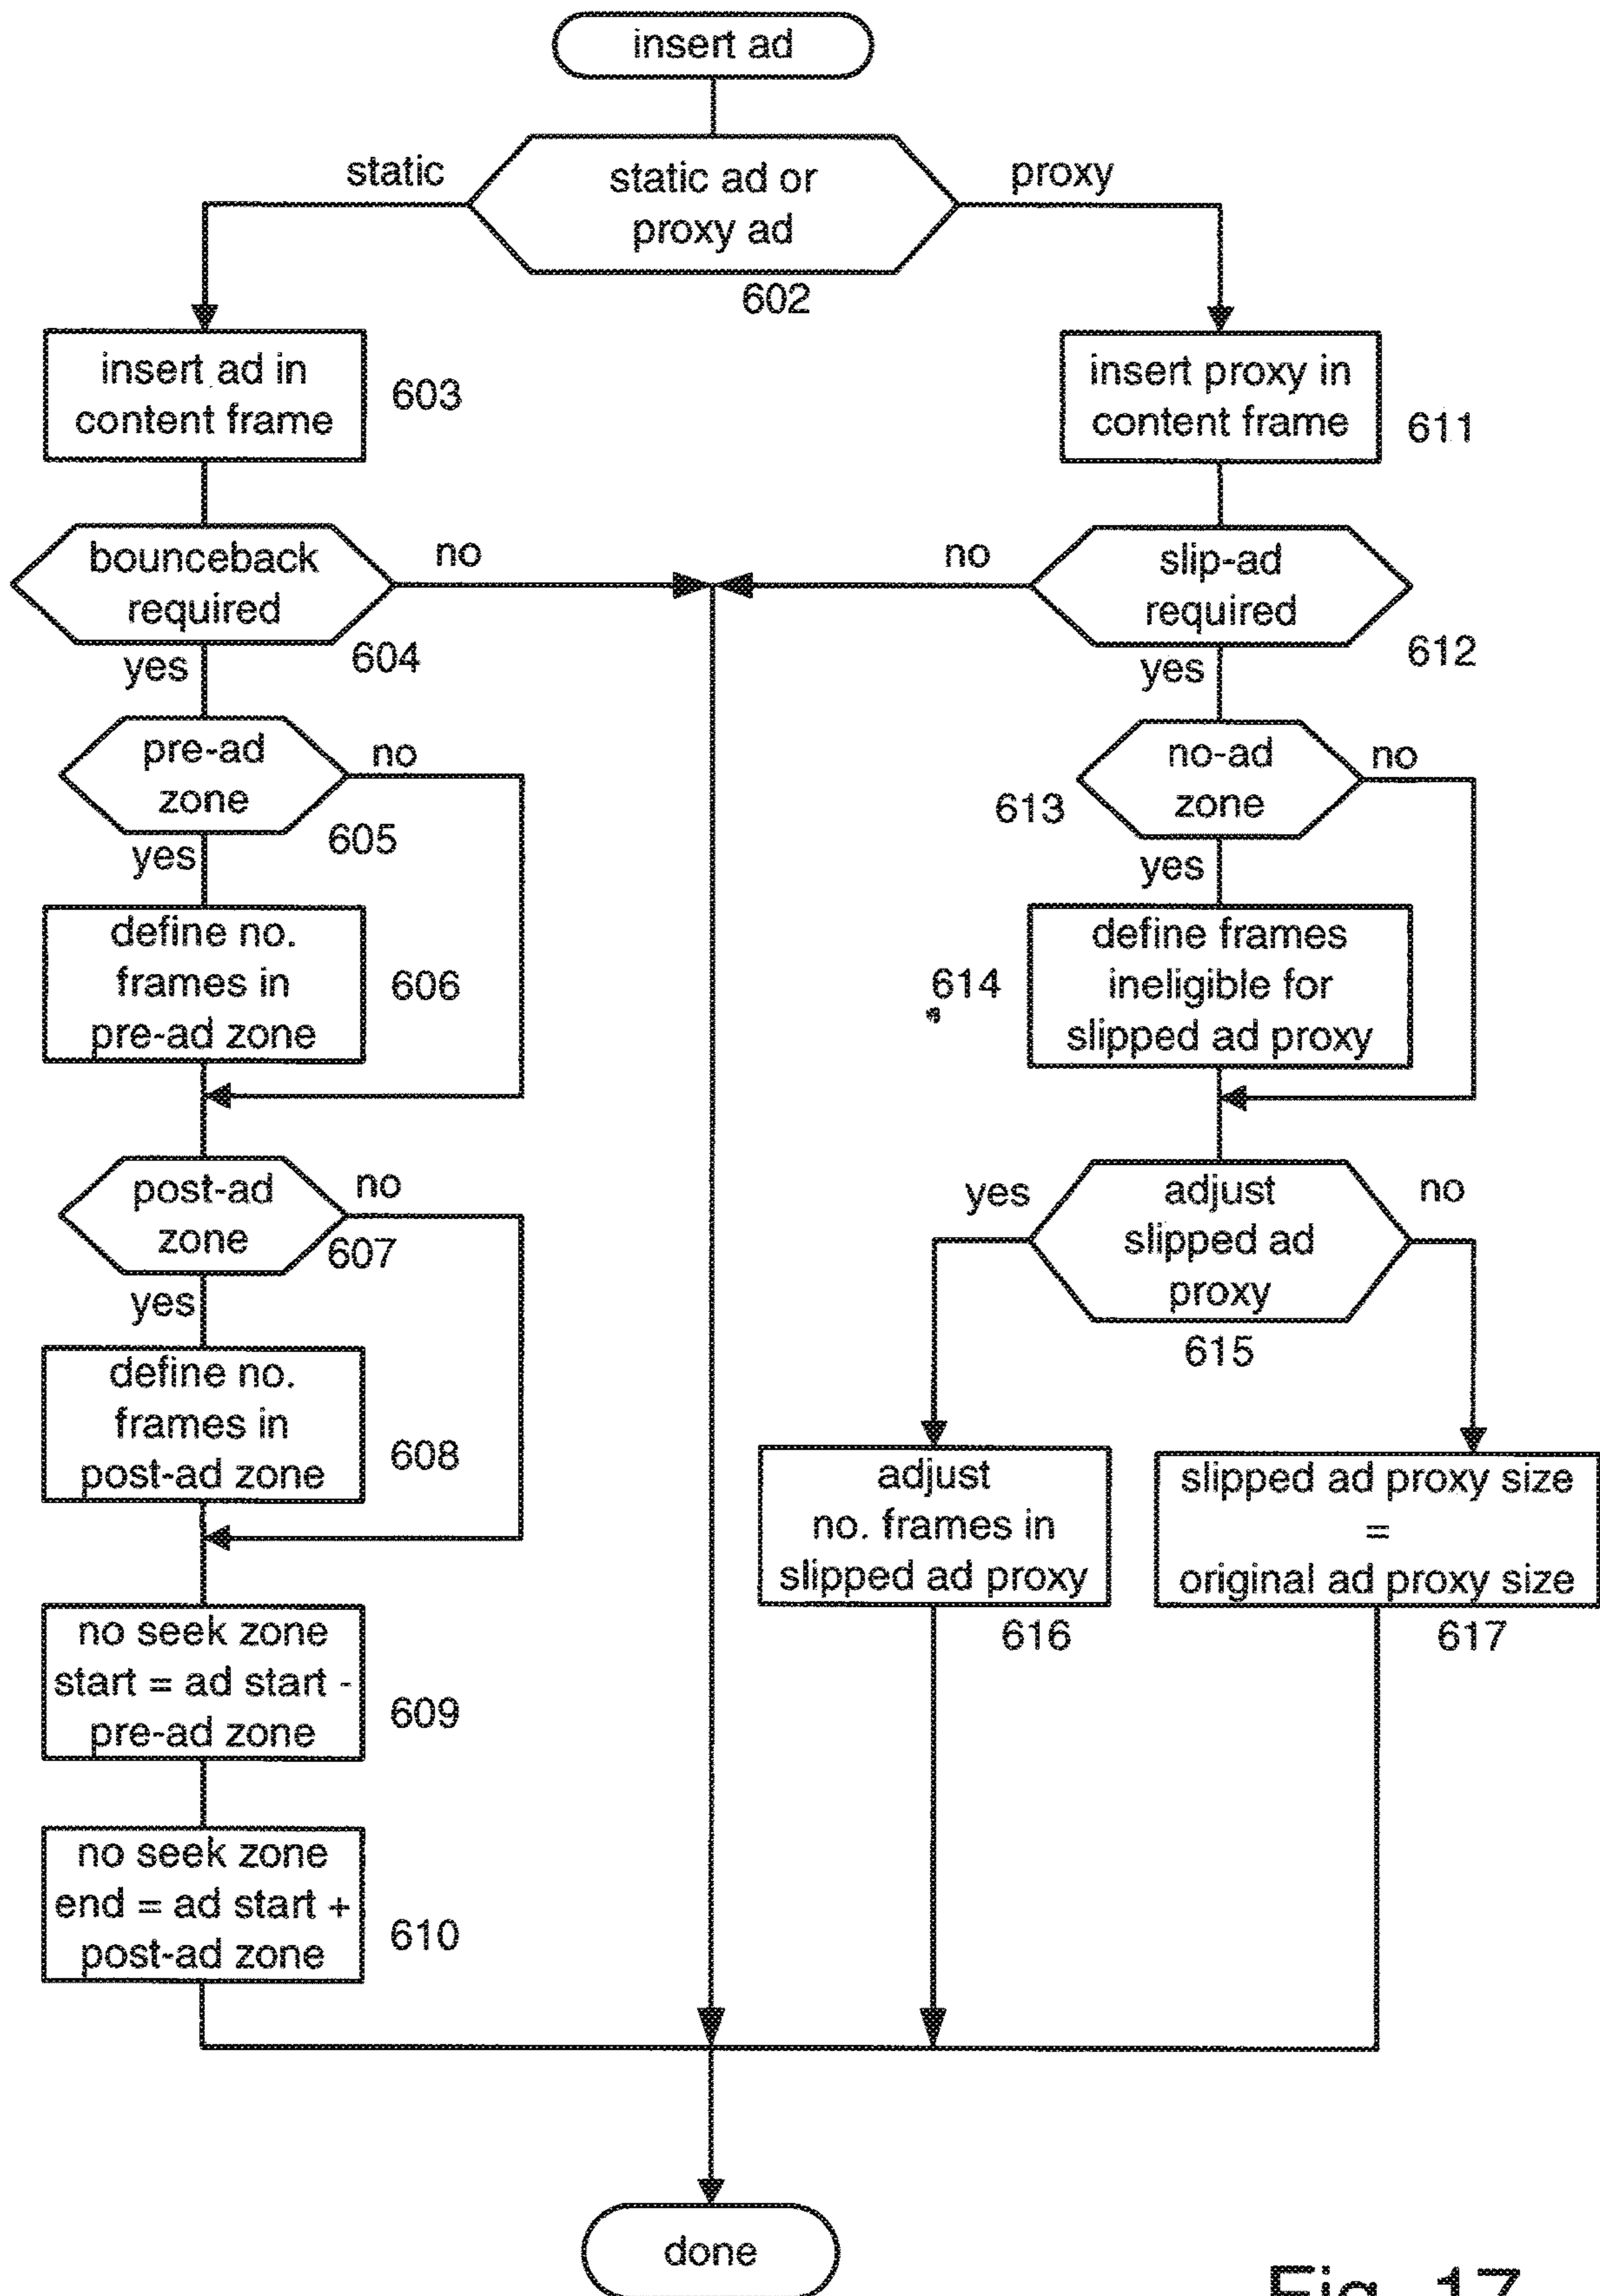 insert ad
static
static ad or
proxy ad
proxy
602
insert ad in
content frame
603
insert proxy in
content frame
611
bounceback
required
no
604
yes
no
slip-ad
required
612
yes
pre-ad
zone
no
605
yes
no-ad
zone
no
613
yes
define no.
frames in
pre-ad zone
606
define frames
ineligible for
slipped ad proxy
614
post-ad
zone
no
607
yes
yes
adjust
slipped ad
proxy
no
615
define no.
frames in
post-ad zone
608
adjust
no. frames in
slipped ad proxy
616
slipped ad proxy size
=
original ad proxy size
617
no seek zone
start = ad start -
pre-ad zone
609
no seek zone
end = ad start +
post-ad zone
610
done
Fig. 17